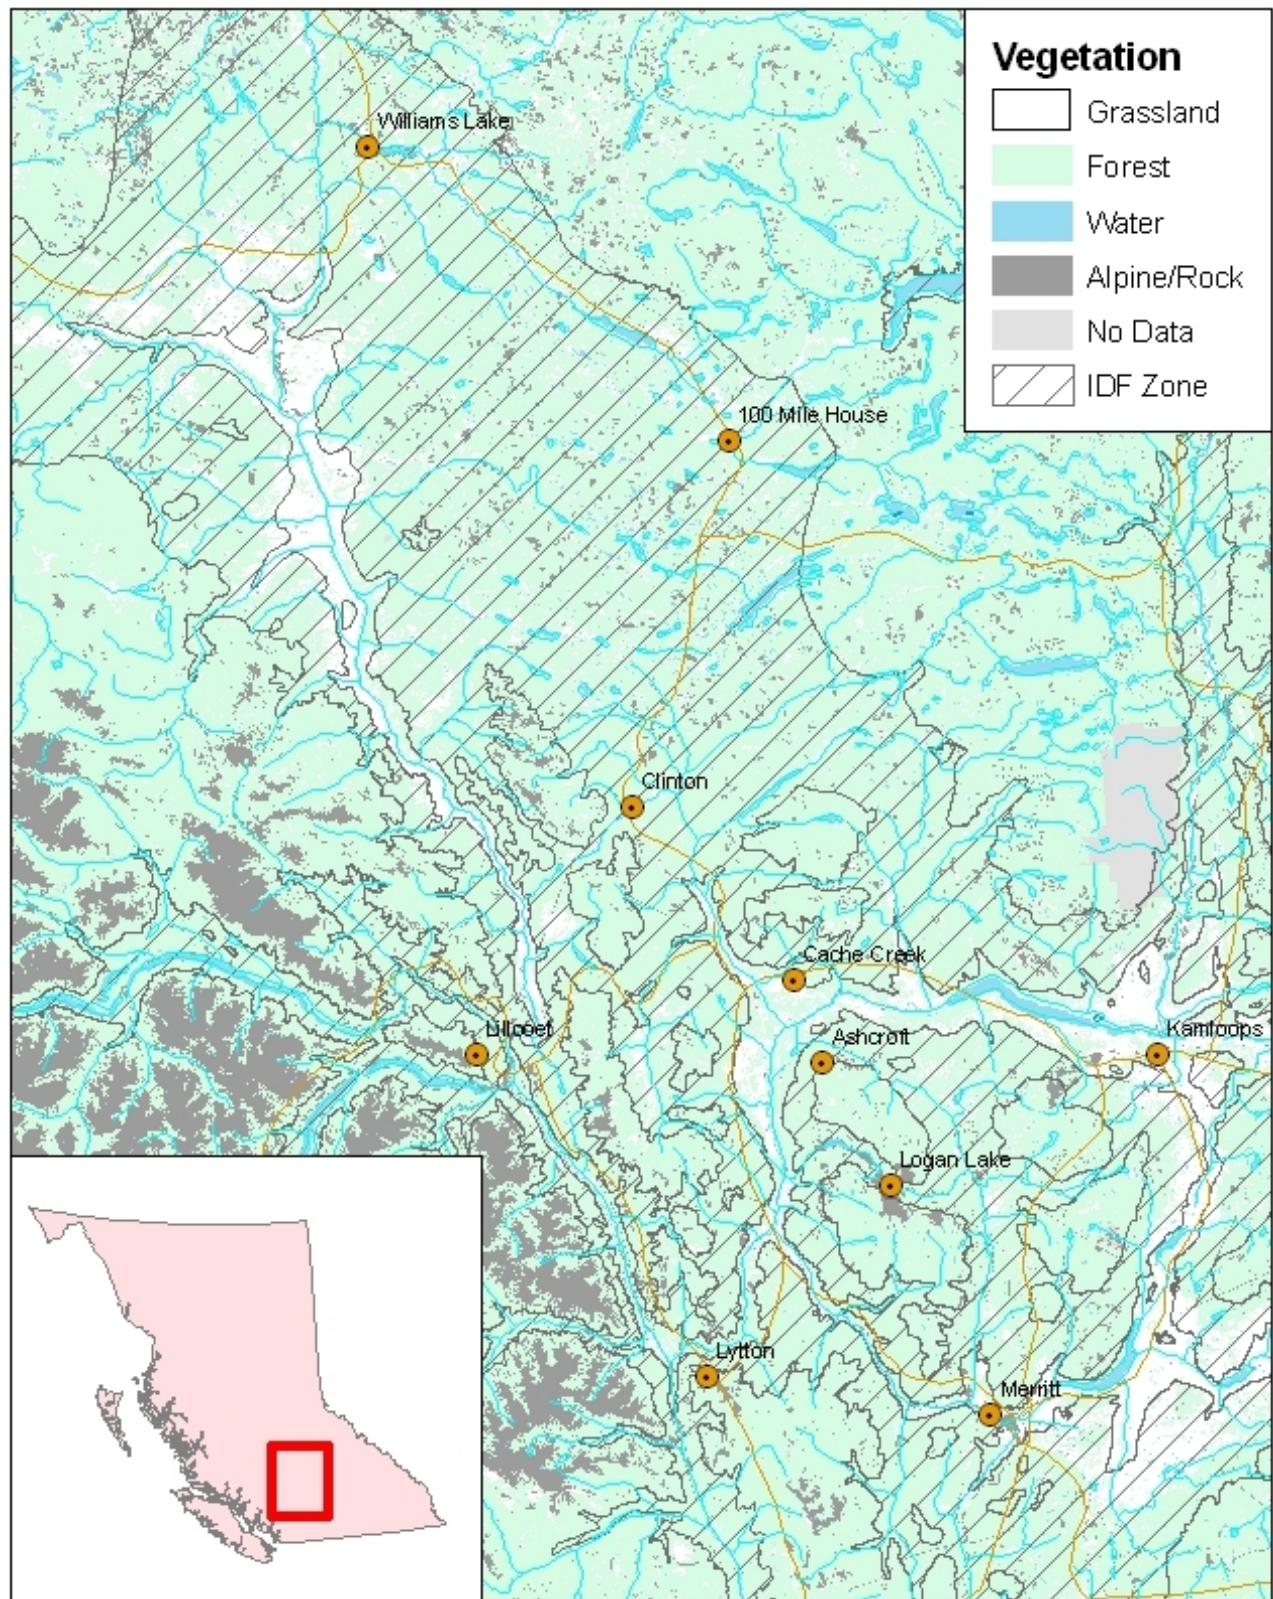 Vegetation
Grassland
Forest
Water
Alpine/Rock
No Data
IDF Zone
Williams Lake
100 Mile House
Clinton
Cache Creek
Lillooet
Ashcroft
Kamloops
Logan Lake
Lytton
Merritt